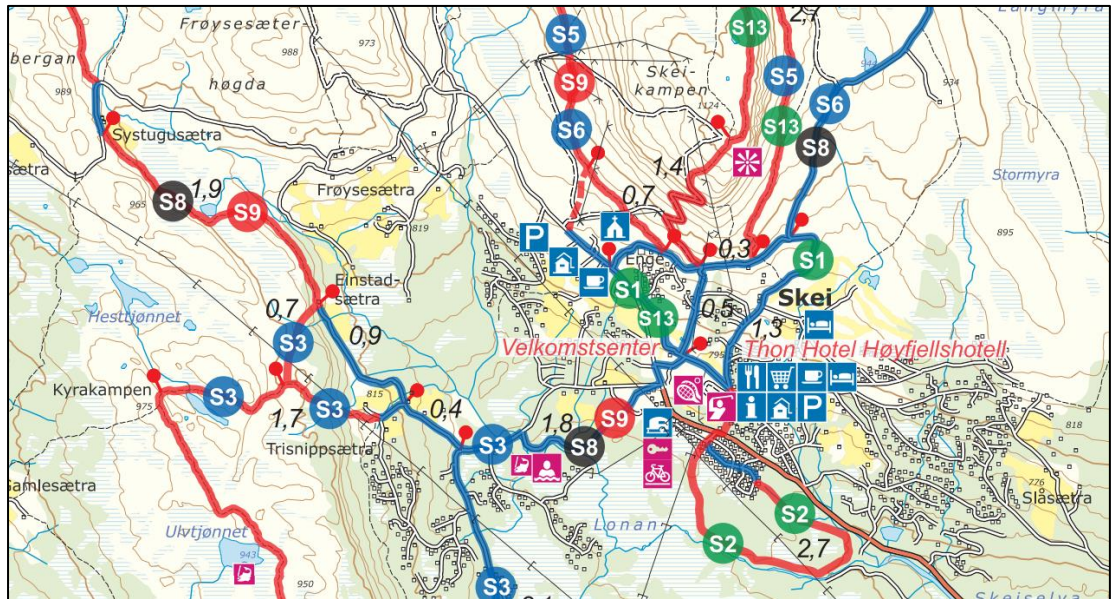 Frøysesæter-
høgda
988
973
bergan
989
Systugusætra
S8
1,9
S9
965
Frøysesætra
819
sætra
S5
S9
S6
Skei-
kampen
1124
S13
2,7
S5
S13
S6
S8
Langmyra
944
934
Stormyra
895
1,4
0,7
0,3
P
Enge
S1
S13
0,5
S1
Skei
1,3
Velkomstsenter
795
Thon Hotel Høyfjellshotell
i
P
Einstad-
sætra
Hesttjønnet
0,7
S3
0,9
Kyrakampen
975
S3
1,7
S3
815
Trisnippsætra
0,4
S3
1,8
S8
S9
Lonan
S2
S2
2,7
818
776
Slåsætra
Gamlesætra
Ulvtjønnet
943
950
S3
Skeiselva